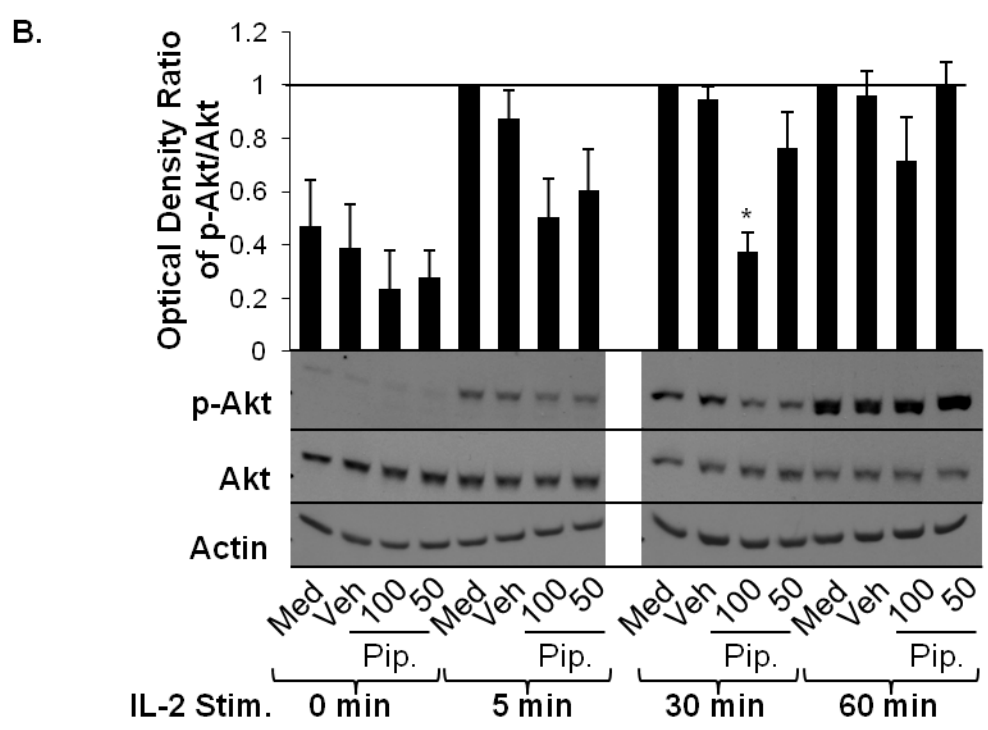 B.
Optical Density Ratio
of p-Akt/Akt
1.2
1
0.8
0.6
0.4
0.2
0
*
p-Akt
Akt
Actin
Med Veh 100 50 Med Veh 100 50 Med Veh 100 50 Med Veh 100 50
Pip. Pip. Pip. Pip.
IL-2 Stim. 0 min 5 min 30 min 60 min